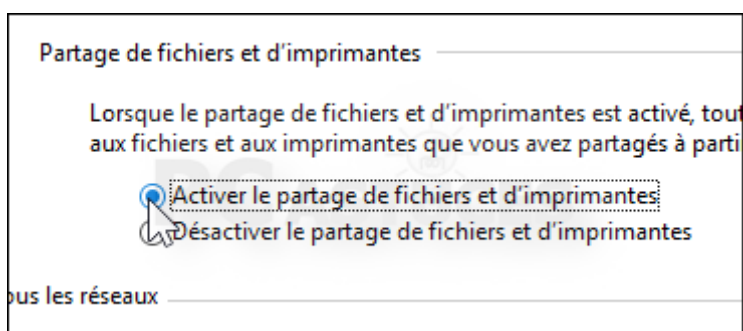 Partage de fichiers et d'imprimantes
Lorsque le partage de fichiers et d'imprimantes est activé, tout
aux fichiers et aux imprimantes que vous avez partagés à parti
Activer le partage de fichiers et d'imprimantes
Désactiver le partage de fichiers et d'imprimantes
ous les réseaux